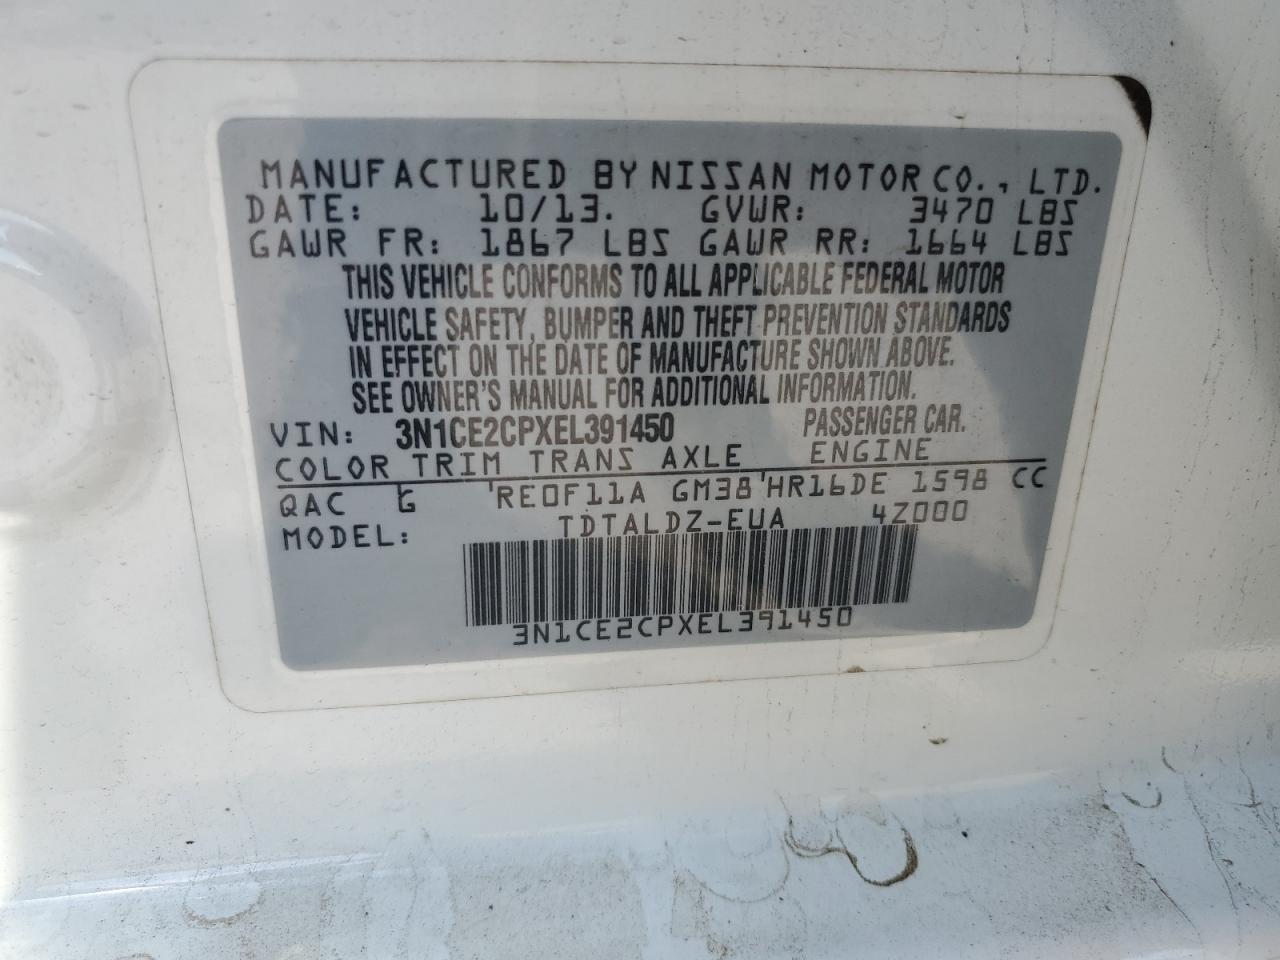 MANUFACTURED BY NISSAN MOTOR CO., LTD.
DATE: 10/13. GVWR: 3470 LBS
GAWR FR: 1867 LBS GAWR RR: 1664 LBS
THIS VEHICLE CONFORMS TO ALL APPLICABLE FEDERAL MOTOR
VEHICLE SAFETY, BUMPER AND THEFT PREVENTION STANDARDS
IN EFFECT ON THE DATE OF MANUFACTURE SHOWN ABOVE.
SEE OWNER'S MANUAL FOR ADDITIONAL INFORMATION.
VIN: 3N1CE2CPXEL391450 PASSENGER CAR.
COLOR TRIM TRANS AXLE ENGINE
QAC G RE0F11A GM38 HR16DE 1598 CC
MODEL: TDTALDZ-EUA 4Z000
3N1CE2CPXEL391450